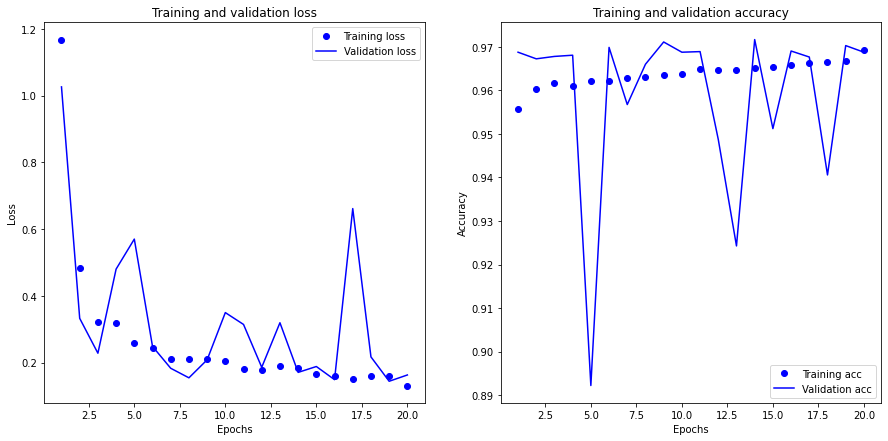 Training and validation loss
Training loss
Validation loss
1.2
1.0
0.8
0.6
0.4
0.2
Loss
2.5 5.0 7.5 10.0 12.5 15.0 17.5 20.0
Epochs
Training and validation accuracy
0.97
0.96
0.95
0.94
0.93
0.92
0.91
0.90
0.89
Accuracy
Training acc
Validation acc
2.5 5.0 7.5 10.0 12.5 15.0 17.5 20.0
Epochs